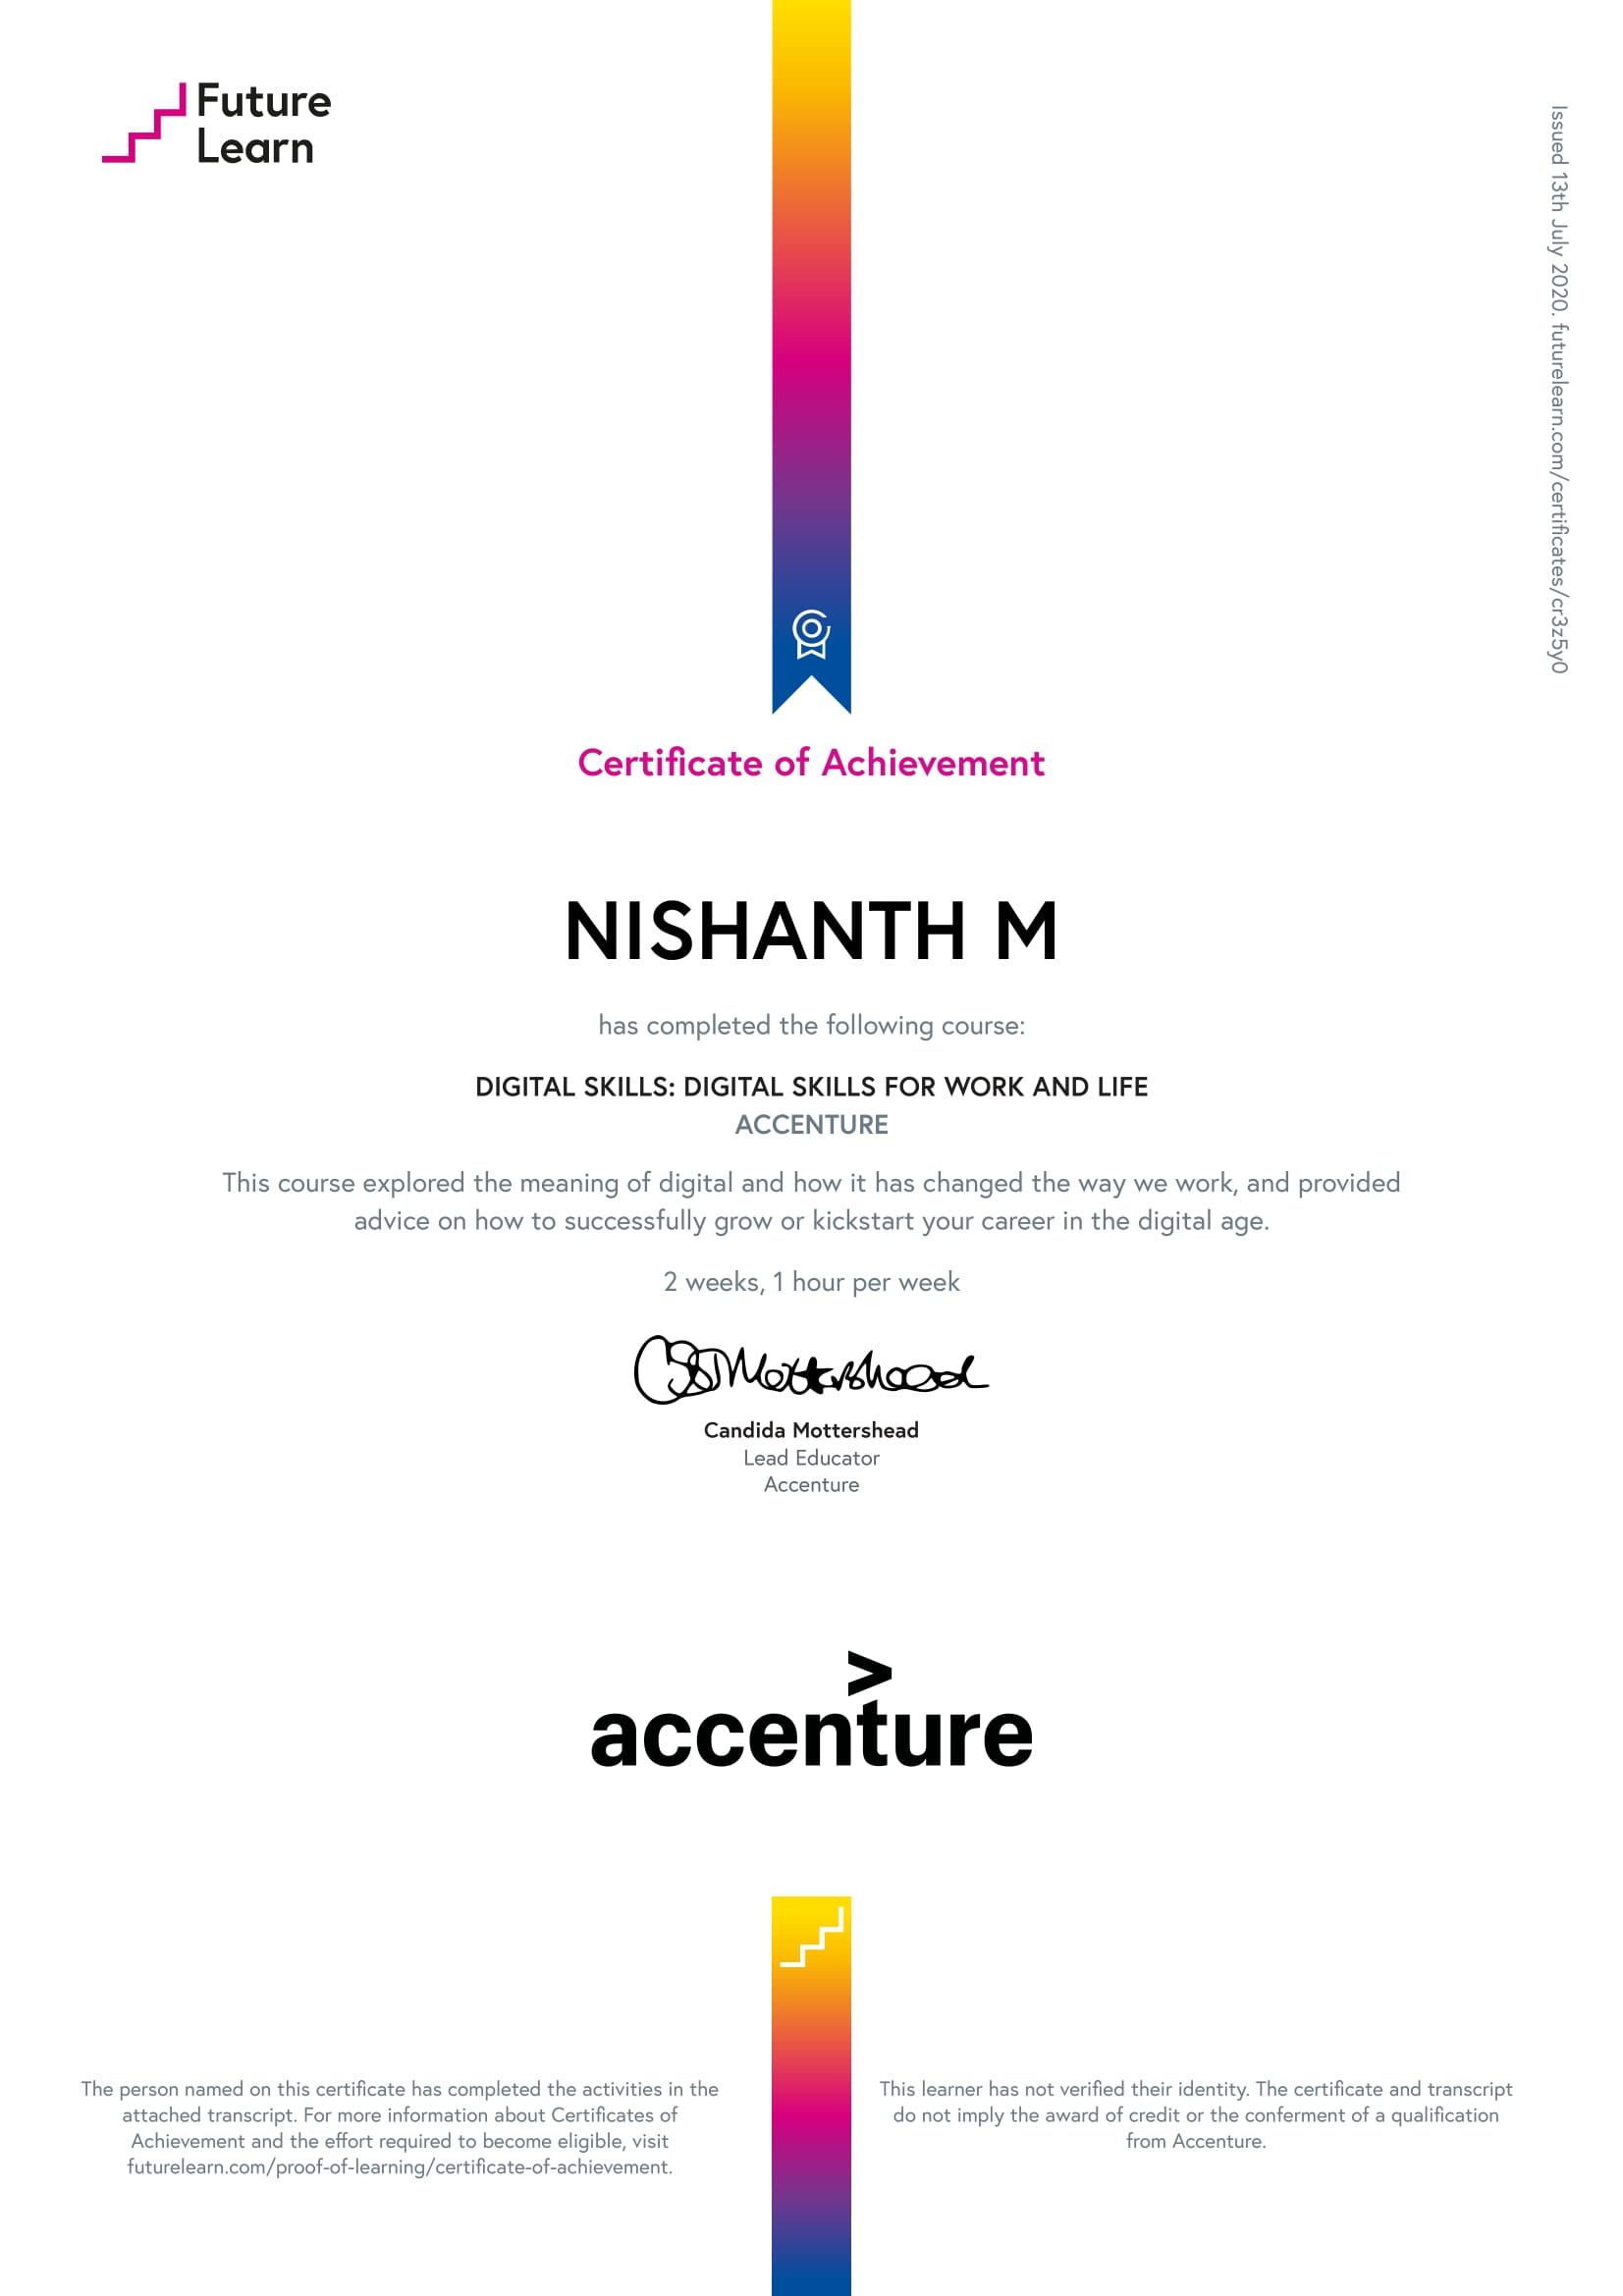 Future
Learn
Issued 13th July 2020. futurelearn.com/certificates/cr3z5y0
Certificate of Achievement
NISHANTH M
has completed the following course:
DIGITAL SKILLS: DIGITAL SKILLS FOR WORK AND LIFE
ACCENTURE
This course explored the meaning of digital and how it has changed the way we work, and provided
advice on how to successfully grow or kickstart your career in the digital age.
2 weeks, 1 hour per week
CSMottershead
Candida Mottershead
Lead Educator
Accenture
>
accenture
The person named on this certificate has completed the activities in the
attached transcript. For more information about Certificates of
Achievement and the effort required to become eligible, visit
futurelearn.com/proof-of-learning/certificate-of-achievement.
This learner has not verified their identity. The certificate and transcript
do not imply the award of credit or the conferment of a qualification
from Accenture.